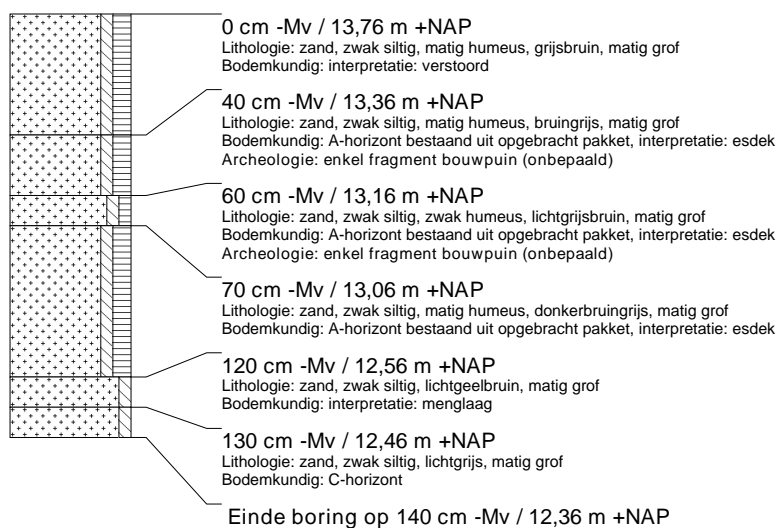 0 cm -Mv / 13,76 m +NAP
Lithologie: zand, zwak siltig, matig humeus, grijsbruin, matig grof
Bodemkundig: interpretatie: verstoord
40 cm -Mv / 13,36 m +NAP
Lithologie: zand, zwak siltig, matig humeus, bruingrijs, matig grof
Bodemkundig: A-horizont bestaand uit opgebracht pakket, interpretatie: esdek
Archeologie: enkel fragment bouwpuin (onbepaald)
60 cm -Mv / 13,16 m +NAP
Lithologie: zand, zwak siltig, zwak humeus, lichtgrijsbruin, matig grof
Bodemkundig: A-horizont bestaand uit opgebracht pakket, interpretatie: esdek
Archeologie: enkel fragment bouwpuin (onbepaald)
70 cm -Mv / 13,06 m +NAP
Lithologie: zand, zwak siltig, matig humeus, donkerbruingrijs, matig grof
Bodemkundig: A-horizont bestaand uit opgebracht pakket, interpretatie: esdek
120 cm -Mv / 12,56 m +NAP
Lithologie: zand, zwak siltig, lichtgeelbruin, matig grof
Bodemkundig: interpretatie: menglaag
130 cm -Mv / 12,46 m +NAP
Lithologie: zand, zwak siltig, lichtgrijs, matig grof
Bodemkundig: C-horizont
Einde boring op 140 cm -Mv / 12,36 m +NAP